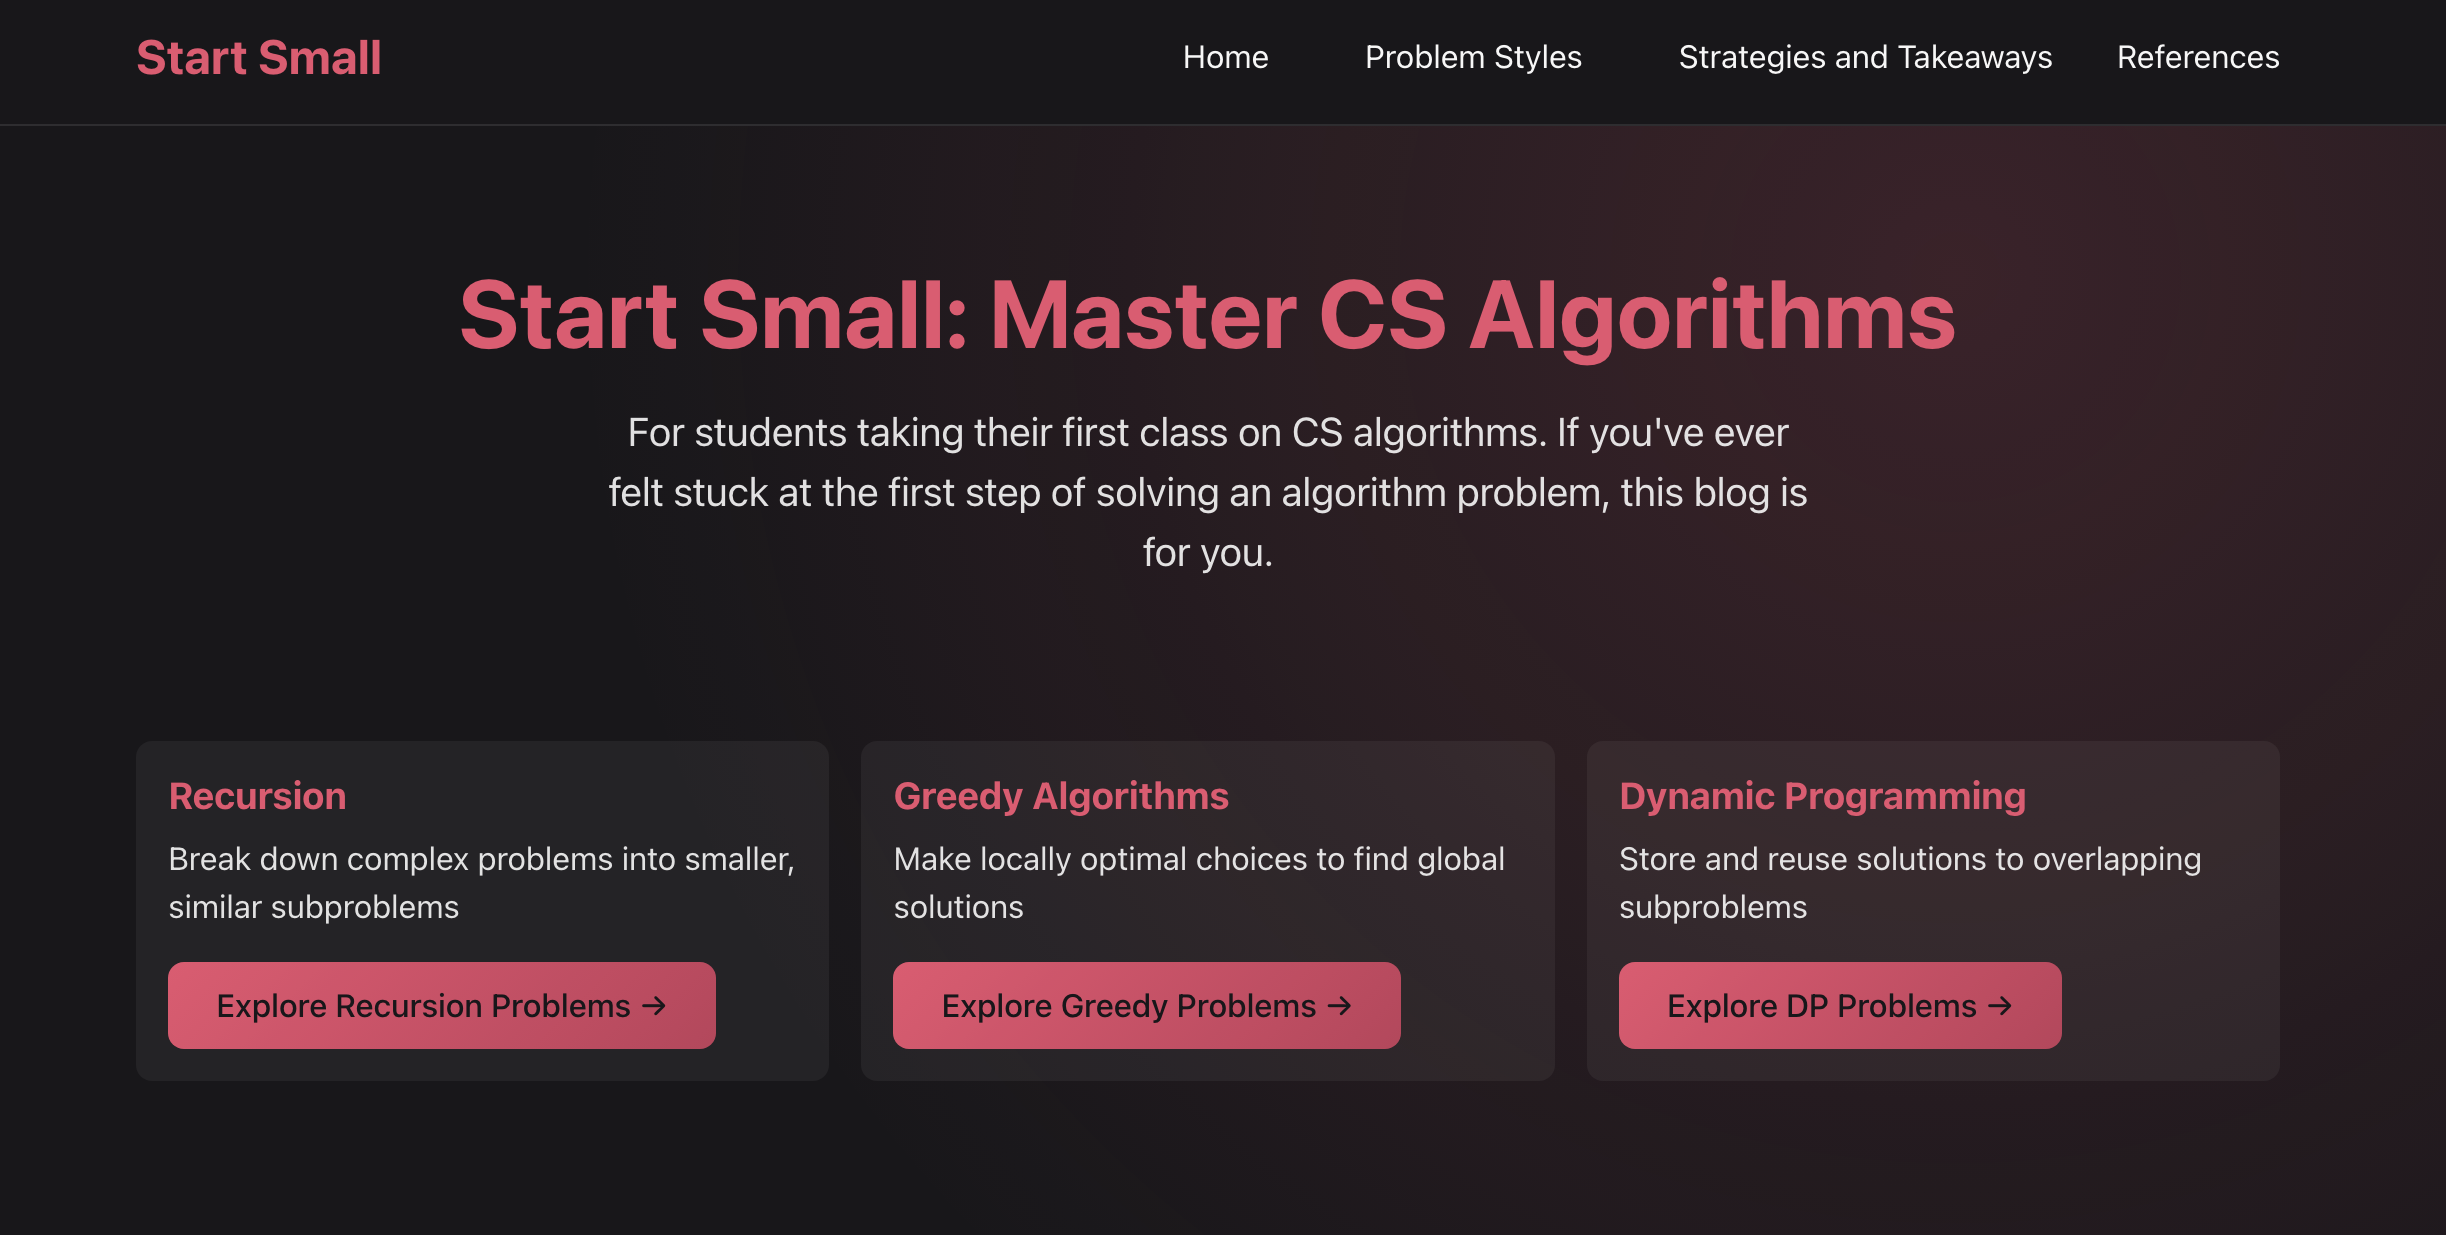 Start Small
Home
Problem Styles
Strategies and Takeaways
References
Start Small: Master CS Algorithms
For students taking their first class on CS algorithms. If you've ever
felt stuck at the first step of solving an algorithm problem, this blog is
for you.
Recursion
Break down complex problems into smaller,
similar subproblems
Explore Recursion Problems →
Greedy Algorithms
Make locally optimal choices to find global
solutions
Explore Greedy Problems →
Dynamic Programming
Store and reuse solutions to overlapping
subproblems
Explore DP Problems →